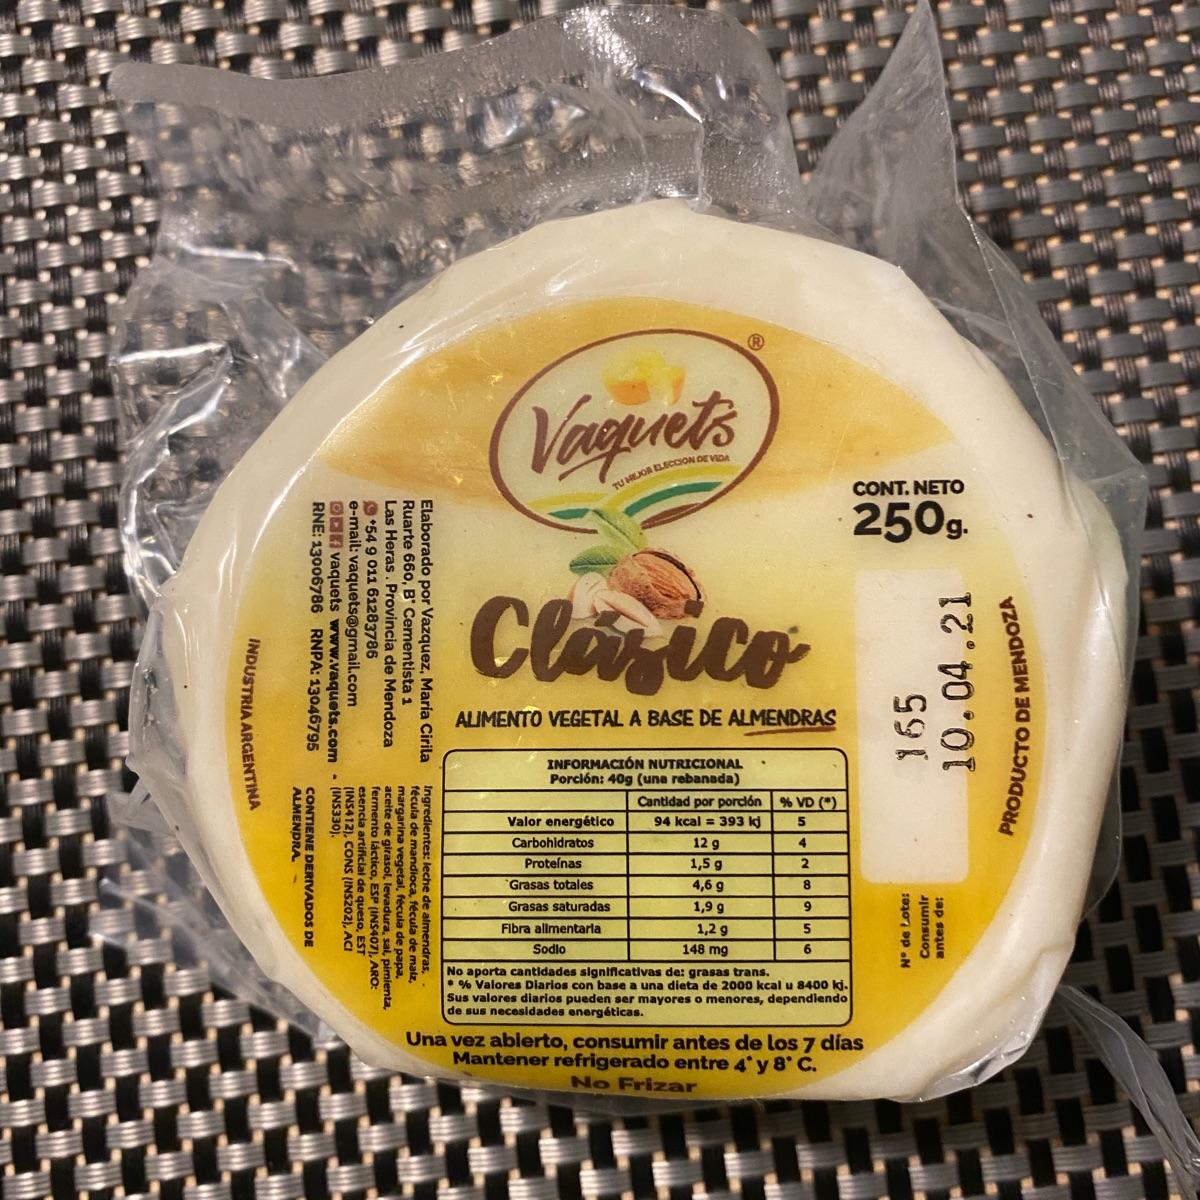 Vaquets ®
TU MEJOR ELECCION DE VIDA
CONT. NETO
250g.
Clásico
ALIMENTO VEGETAL A BASE DE ALMENDRAS
INFORMACIÓN NUTRICIONAL
Porción: 40g (una rebanada)
Cantidad por porción % VD (*)
Valor energético 94 kcal = 393 kj 5
Carbohidratos 12 g 4
Proteínas 1,5 g 2
Grasas totales 4,6 g 8
Grasas saturadas 1,9 g 9
Fibra alimentaria 1,2 g 5
Sodio 148 mg 6
No aporta cantidades significativas de: grasas trans.
* % Valores Diarios con base a una dieta de 2000 kcal u 8400 kj.
Sus valores diarios pueden ser mayores o menores, dependiendo
de sus necesidades energéticas.
Una vez abierto, consumir antes de los 7 días
Mantener refrigerado entre 4° y 8° C.
No Frizar
Elaborado por Vazquez, María Cirila
Ruarte 660, B° Cementista 1
Las Heras . Provincia de Mendoza
+54 9 011 61283786
e-mail: vaquets@gmail.com
vaquets www.vaquets.com
RNE: 13006786 RNPA: 13046795
Ingredientes: leche de almendras,
fécula de mandioca, fécula de maíz,
margarina vegetal, fécula de papa,
aceite de girasol, levadura, sal, pimienta,
fermento láctico, ESP (INS407), ARO:
esencia artificial de queso, EST
(INS412), CONS (INS202), ACI
(INS330);
CONTIENE DERIVADOS DE
ALMENDRA.
INDUSTRIA ARGENTINA
N° de Lote:
Consumir
antes de:
165
10.04.21
PRODUCTO DE MENDOZA